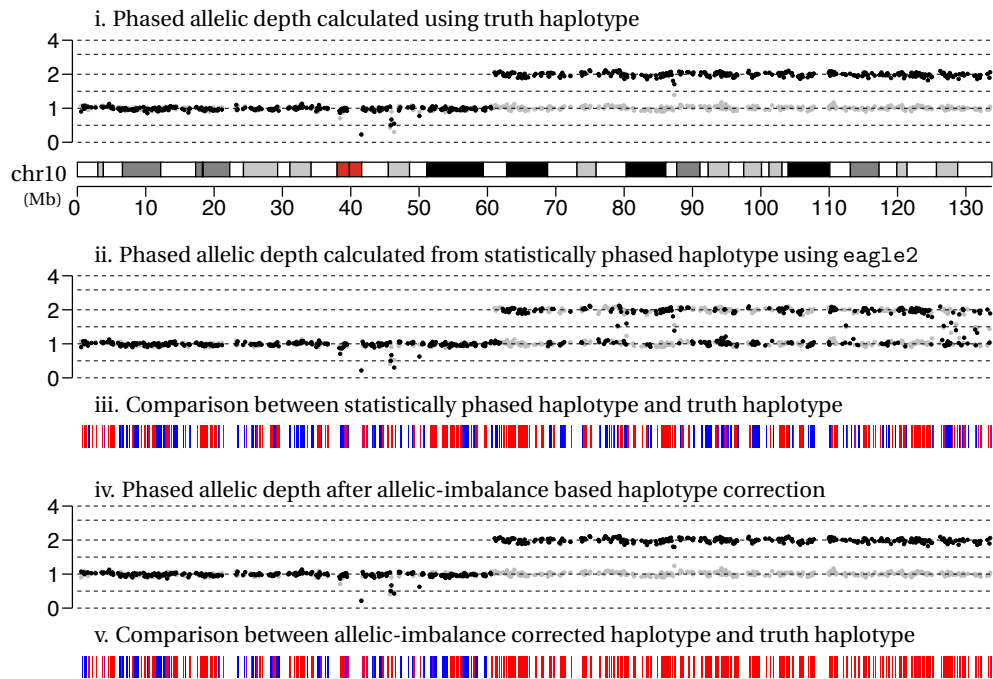 i. Phased allelic depth calculated using truth haplotype
4
2
1
0
chr10
(Mb)
0 10 20 30 40 50 60 70 80 90 100 110 120 130
ii. Phased allelic depth calculated from statistically phased haplotype using eagle2
4
2
1
0
iii. Comparison between statistically phased haplotype and truth haplotype
iv. Phased allelic depth after allelic-imbalance based haplotype correction
4
2
1
0
v. Comparison between allelic-imbalance corrected haplotype and truth haplotype